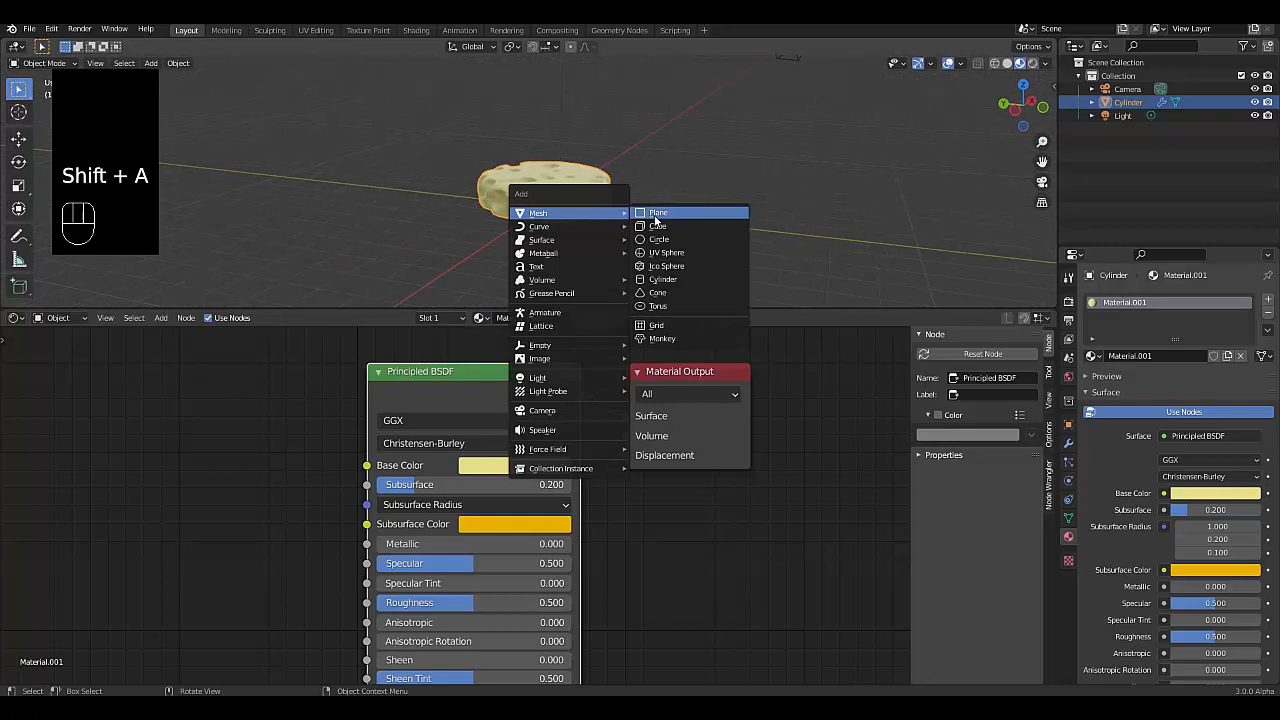 File Edit Render Window Help Layout Modeling Sculpting UV Editing Texture Paint Shading Animation Rendering Compositing Geometry Nodes Scripting + Scene View Layer
Global Options
Object Mode View Select Add Object
Scene Collection
Collection
Camera
Cylinder
Light
Shift + A
Add
Mesh
Curve
Surface
Metaball
Text
Volume
Grease Pencil
Armature
Lattice
Empty
Image
Light
Light Probe
Camera
Speaker
Force Field
Collection Instance
Plane
Cube
Circle
UV Sphere
Ico Sphere
Cylinder
Cone
Torus
Grid
Monkey
Object View Select Add Node Use Nodes Slot 1
Principled BSDF
GGX
Christensen-Burley
Base Color
Subsurface 0.200
Subsurface Radius
Subsurface Color
Metallic 0.000
Specular 0.500
Specular Tint 0.000
Roughness 0.500
Anisotropic 0.000
Anisotropic Rotation 0.000
Sheen 0.000
Sheen Tint 0.500
Material Output
All
Surface
Volume
Displacement
Node
Reset Node
Name: Principled BSDF
Label:
Color
Properties
Node
Tool
View
Options
Node Wrangler
Cylinder Material.001
Material.001
Material.001
Preview
Surface
Use Nodes
Surface Principled BSDF
GGX
Christensen-Burley
Base Color
Subsurface 0.200
Subsurface Radius 1.000
0.200
0.100
Subsurface Color
Metallic 0.000
Specular 0.500
Specular Tint 0.000
Roughness 0.500
Anisotropic 0.000
Anisotropic Rotation 0.000
Material.001
Select Box Select Rotate View Object Context Menu 3.0.0 Alpha